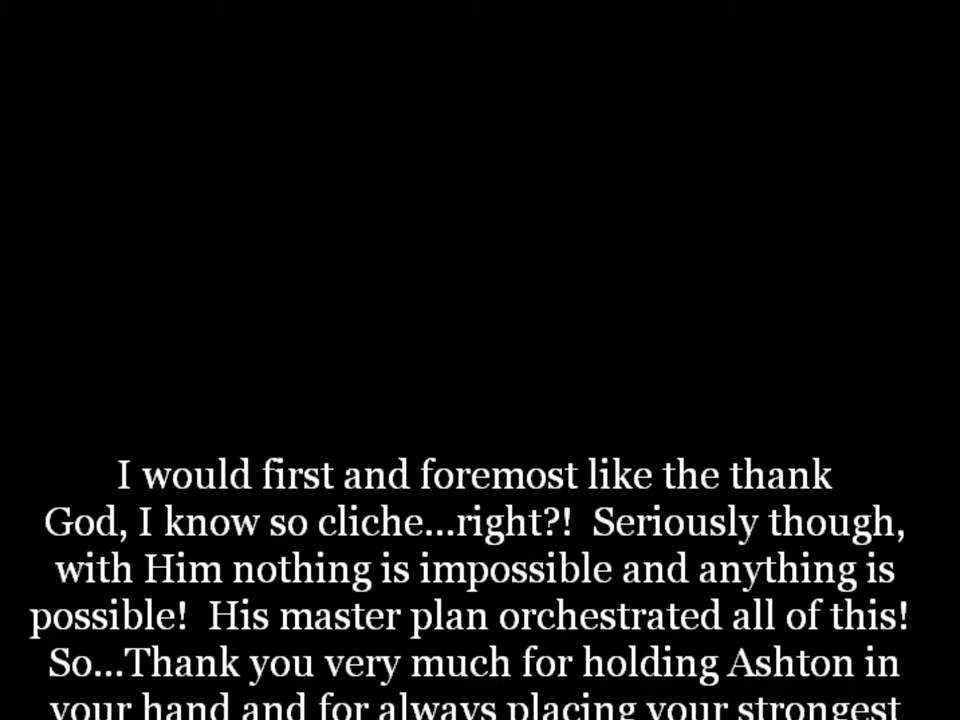 I would first and foremost like the thank
God, I know so cliche...right?!  Seriously though,
with Him nothing is impossible and anything is
possible!  His master plan orchestrated all of this!
So...Thank you very much for holding Ashton in
your hand and for always placing your strongest